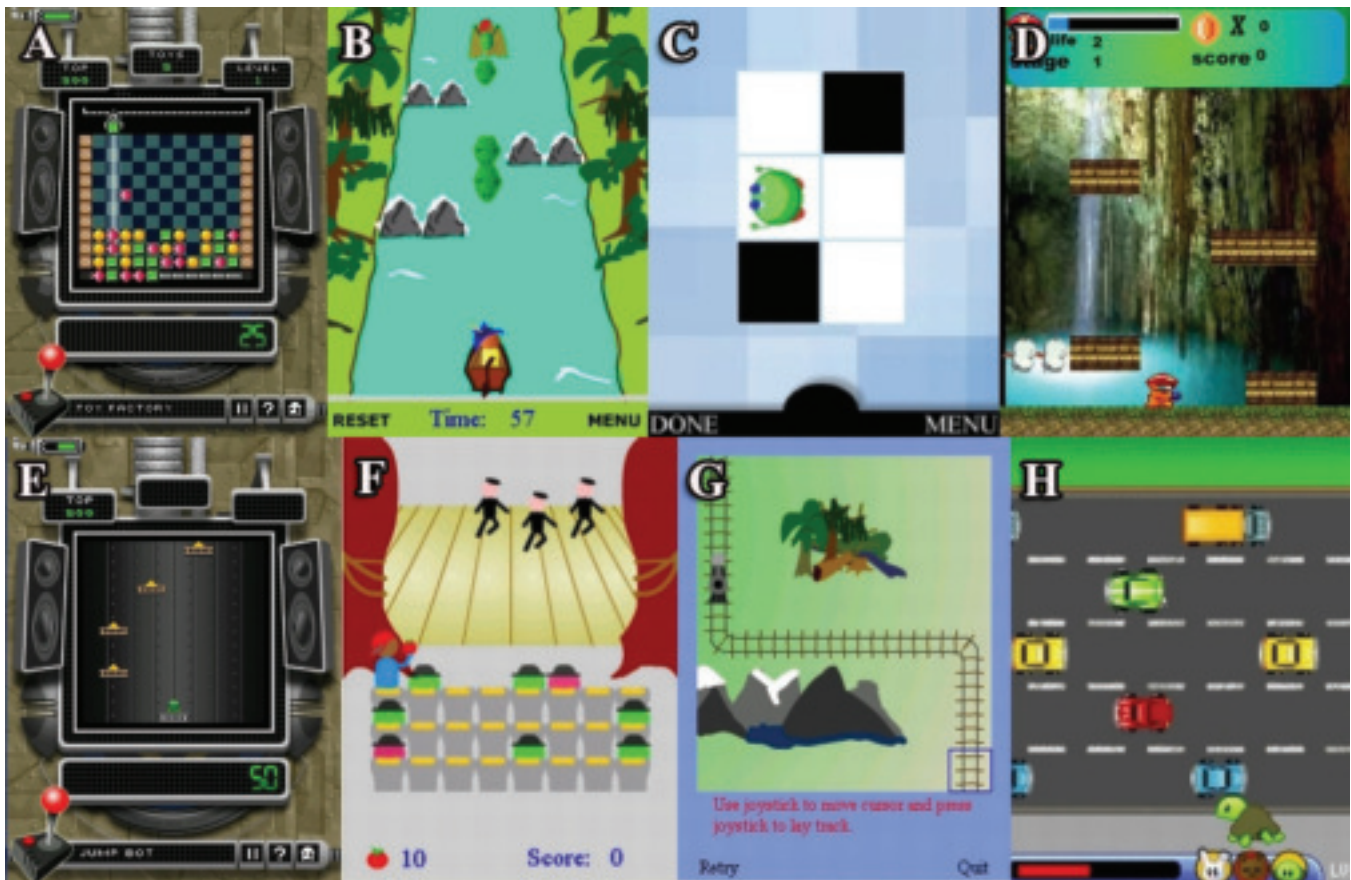 A
TOYS
TOP
LEVEL
1
25
TOY FACTORY
?
B
RESET Time: 57 MENU
C
DONE MENU
D
X 0
life 2
stage 1 score 0
E
TOP
50
JUMP BOT
?
F
10 Score: 0
G
Use joystick to move cursor and press
joystick to lay track.
Retry Quit
H